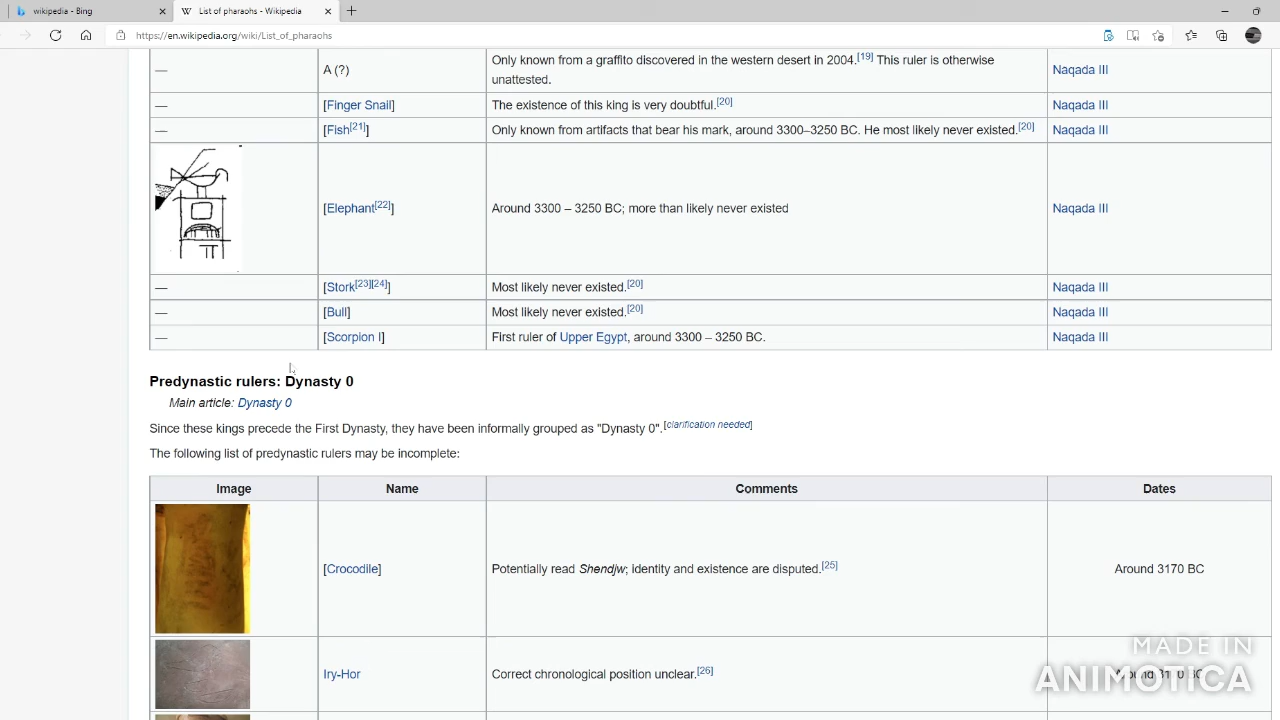 wikipedia - Bing
List of pharaohs - Wikipedia
https://en.wikipedia.org/wiki/List_of_pharaohs
— A (?) Only known from a graffito discovered in the western desert in 2004.[19] This ruler is otherwise
unattested. Naqada III
— [Finger Snail] The existence of this king is very doubtful.[20] Naqada III
— [Fish[21]] Only known from artifacts that bear his mark, around 3300–3250 BC. He most likely never existed.[20] Naqada III
[Elephant[22]] Around 3300 – 3250 BC; more than likely never existed Naqada III
— [Stork[23][24]] Most likely never existed.[20] Naqada III
— [Bull] Most likely never existed.[20] Naqada III
— [Scorpion I] First ruler of Upper Egypt, around 3300 – 3250 BC. Naqada III
Predynastic rulers: Dynasty 0
Main article: Dynasty 0
Since these kings precede the First Dynasty, they have been informally grouped as "Dynasty 0".[clarification needed]
The following list of predynastic rulers may be incomplete:
Image Name Comments Dates
[Crocodile] Potentially read Shendjw; identity and existence are disputed.[25] Around 3170 BC
Iry-Hor Correct chronological position unclear.[26]
MADE IN
ANIMOTICA